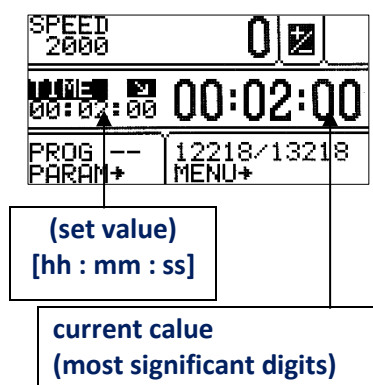 SPEED 0
2000
TIME 00:02:00
00:02:00
PROG -- 12218/13218
PARAM→ MENU→
(set value)
[hh : mm : ss]
current calue
(most significant digits)